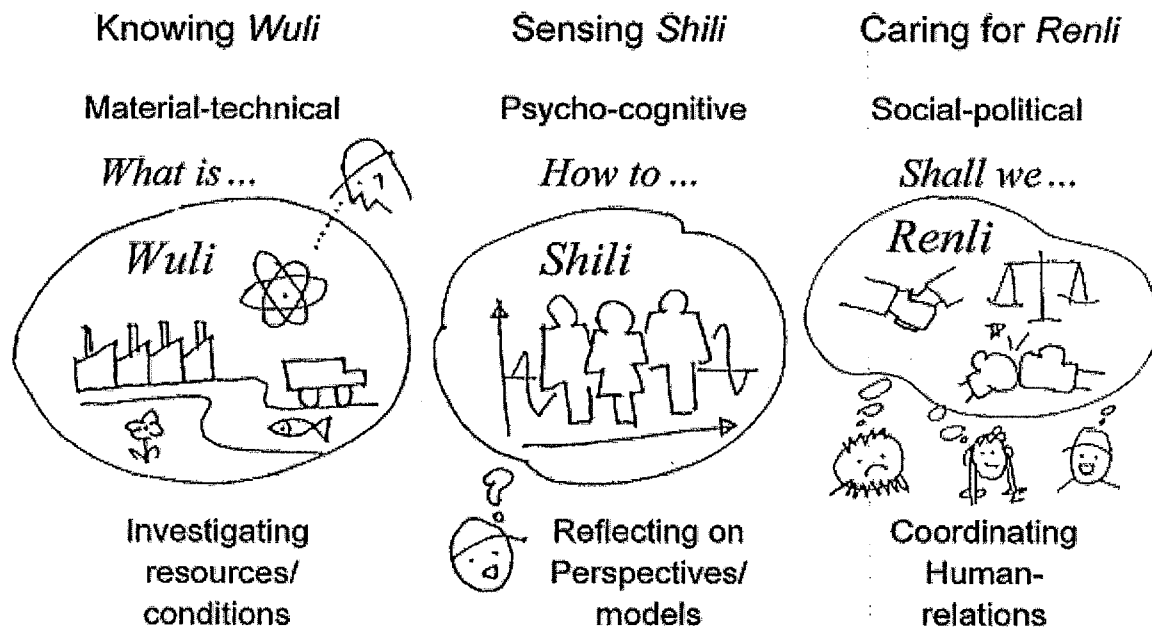 Knowing Wuli
Material-technical
What is ...
Wuli
Investigating
resources/
conditions
Sensing Shili
Psycho-cognitive
How to ...
Shili
Reflecting on
Perspectives/
models
Caring for Renli
Social-political
Shall we ...
Renli
Coordinating
Human-
relations